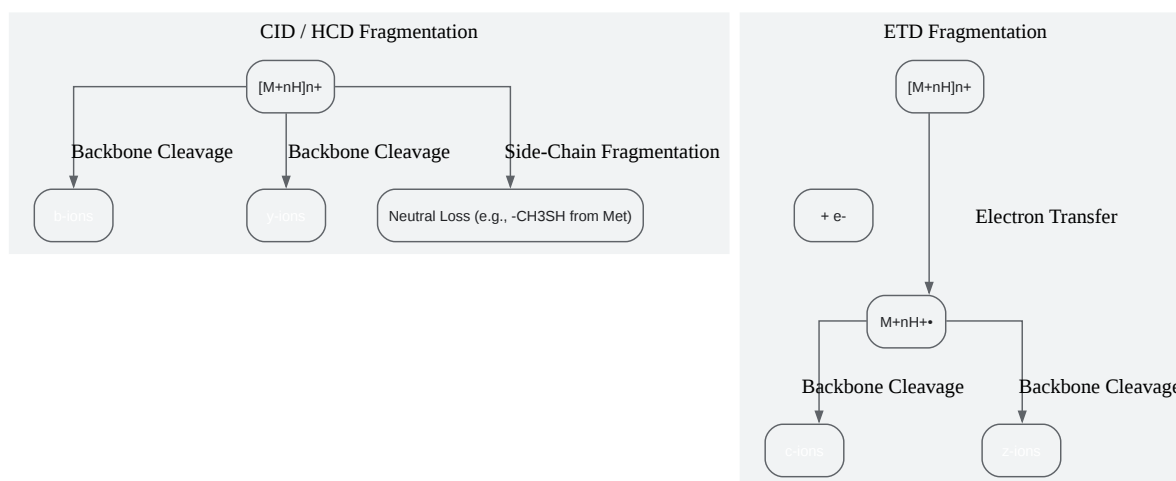 CID / HCD Fragmentation
[M+nH]n+
Backbone Cleavage
Backbone Cleavage
Side-Chain Fragmentation
b-ions
y-ions
Neutral Loss (e.g., -CH3SH from Met)
ETD Fragmentation
[M+nH]n+
+ e-
Electron Transfer
M+nH+•
Backbone Cleavage
Backbone Cleavage
c-ions
z-ions